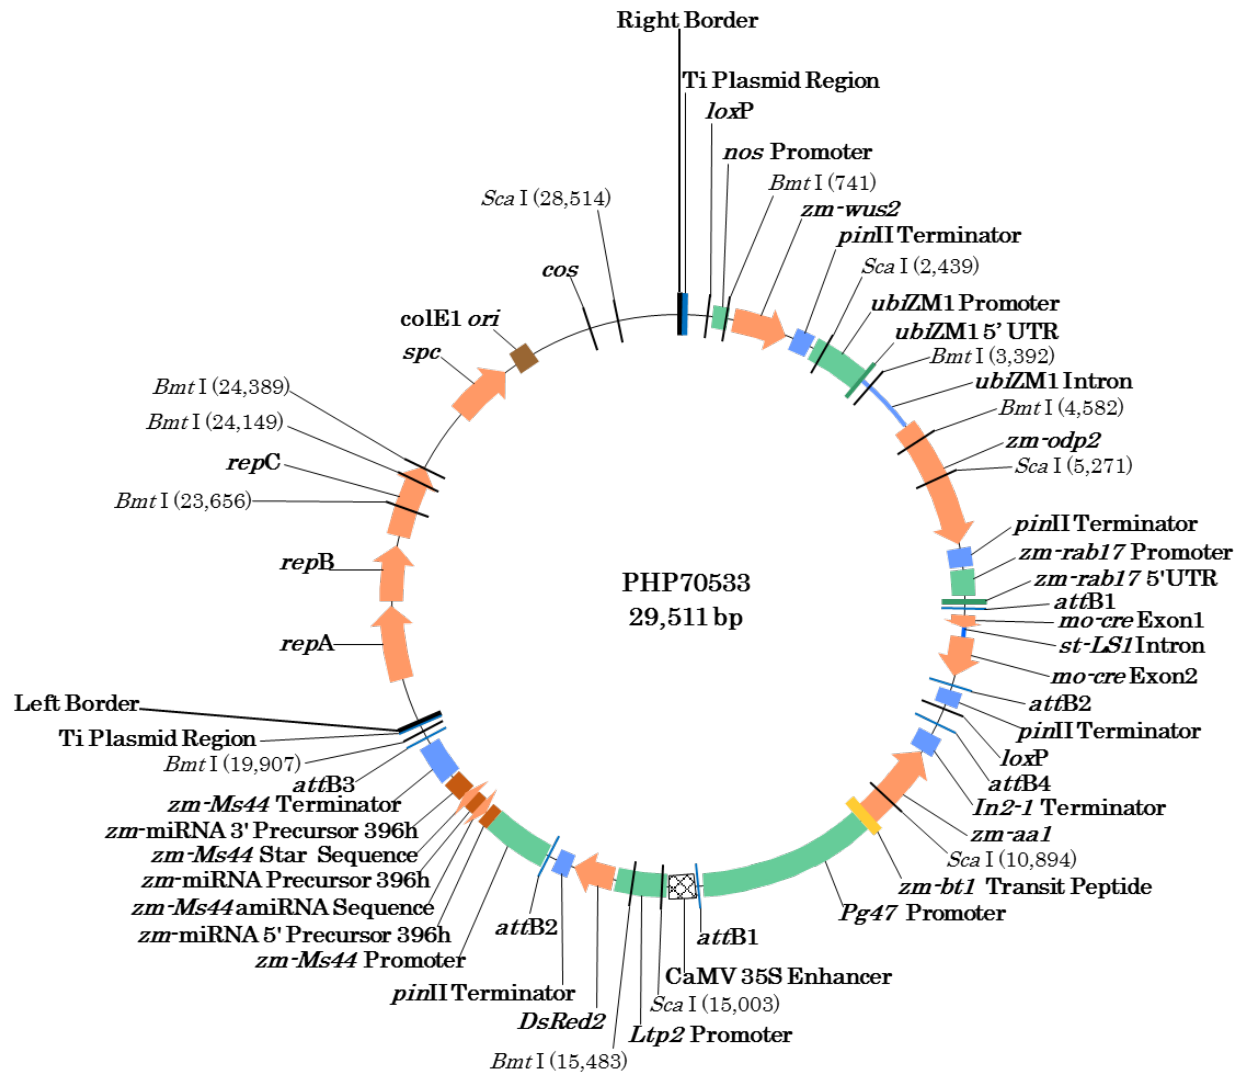 Right Border
Ti Plasmid Region
loxP
nos Promoter
Bmt I (741)
zm-wus2
pinII Terminator
Sca I (2,439)
ubiZM1 Promoter
ubiZM1 5’ UTR
Bmt I (3,392)
ubiZM1 Intron
Bmt I (4,582)
zm-odp2
Sca I (5,271)
pinII Terminator
zm-rab17 Promoter
zm-rab17 5'UTR
attB1
mo-cre Exon1
st-LS1 Intron
mo-cre Exon2
attB2
pinII Terminator
loxP
attB4
In2-1 Terminator
zm-aa1
Sca I (10,894)
zm-bt1 Transit Peptide
Pg47 Promoter
attB1
CaMV 35S Enhancer
Sca I (15,003)
Ltp2 Promoter
Bmt I (15,483)
DsRed2
pinII Terminator
attB2
zm-Ms44 Promoter
zm-miRNA 5' Precursor 396h
zm-Ms44 amiRNA Sequence
zm-miRNA Precursor 396h
zm-Ms44 Star Sequence
zm-miRNA 3' Precursor 396h
zm-Ms44 Terminator
attB3
Bmt I (19,907)
Ti Plasmid Region
Left Border
repA
repB
Bmt I (23,656)
repC
Bmt I (24,149)
Bmt I (24,389)
spc
colE1 ori
cos
Sca I (28,514)
PHP70533
29,511 bp